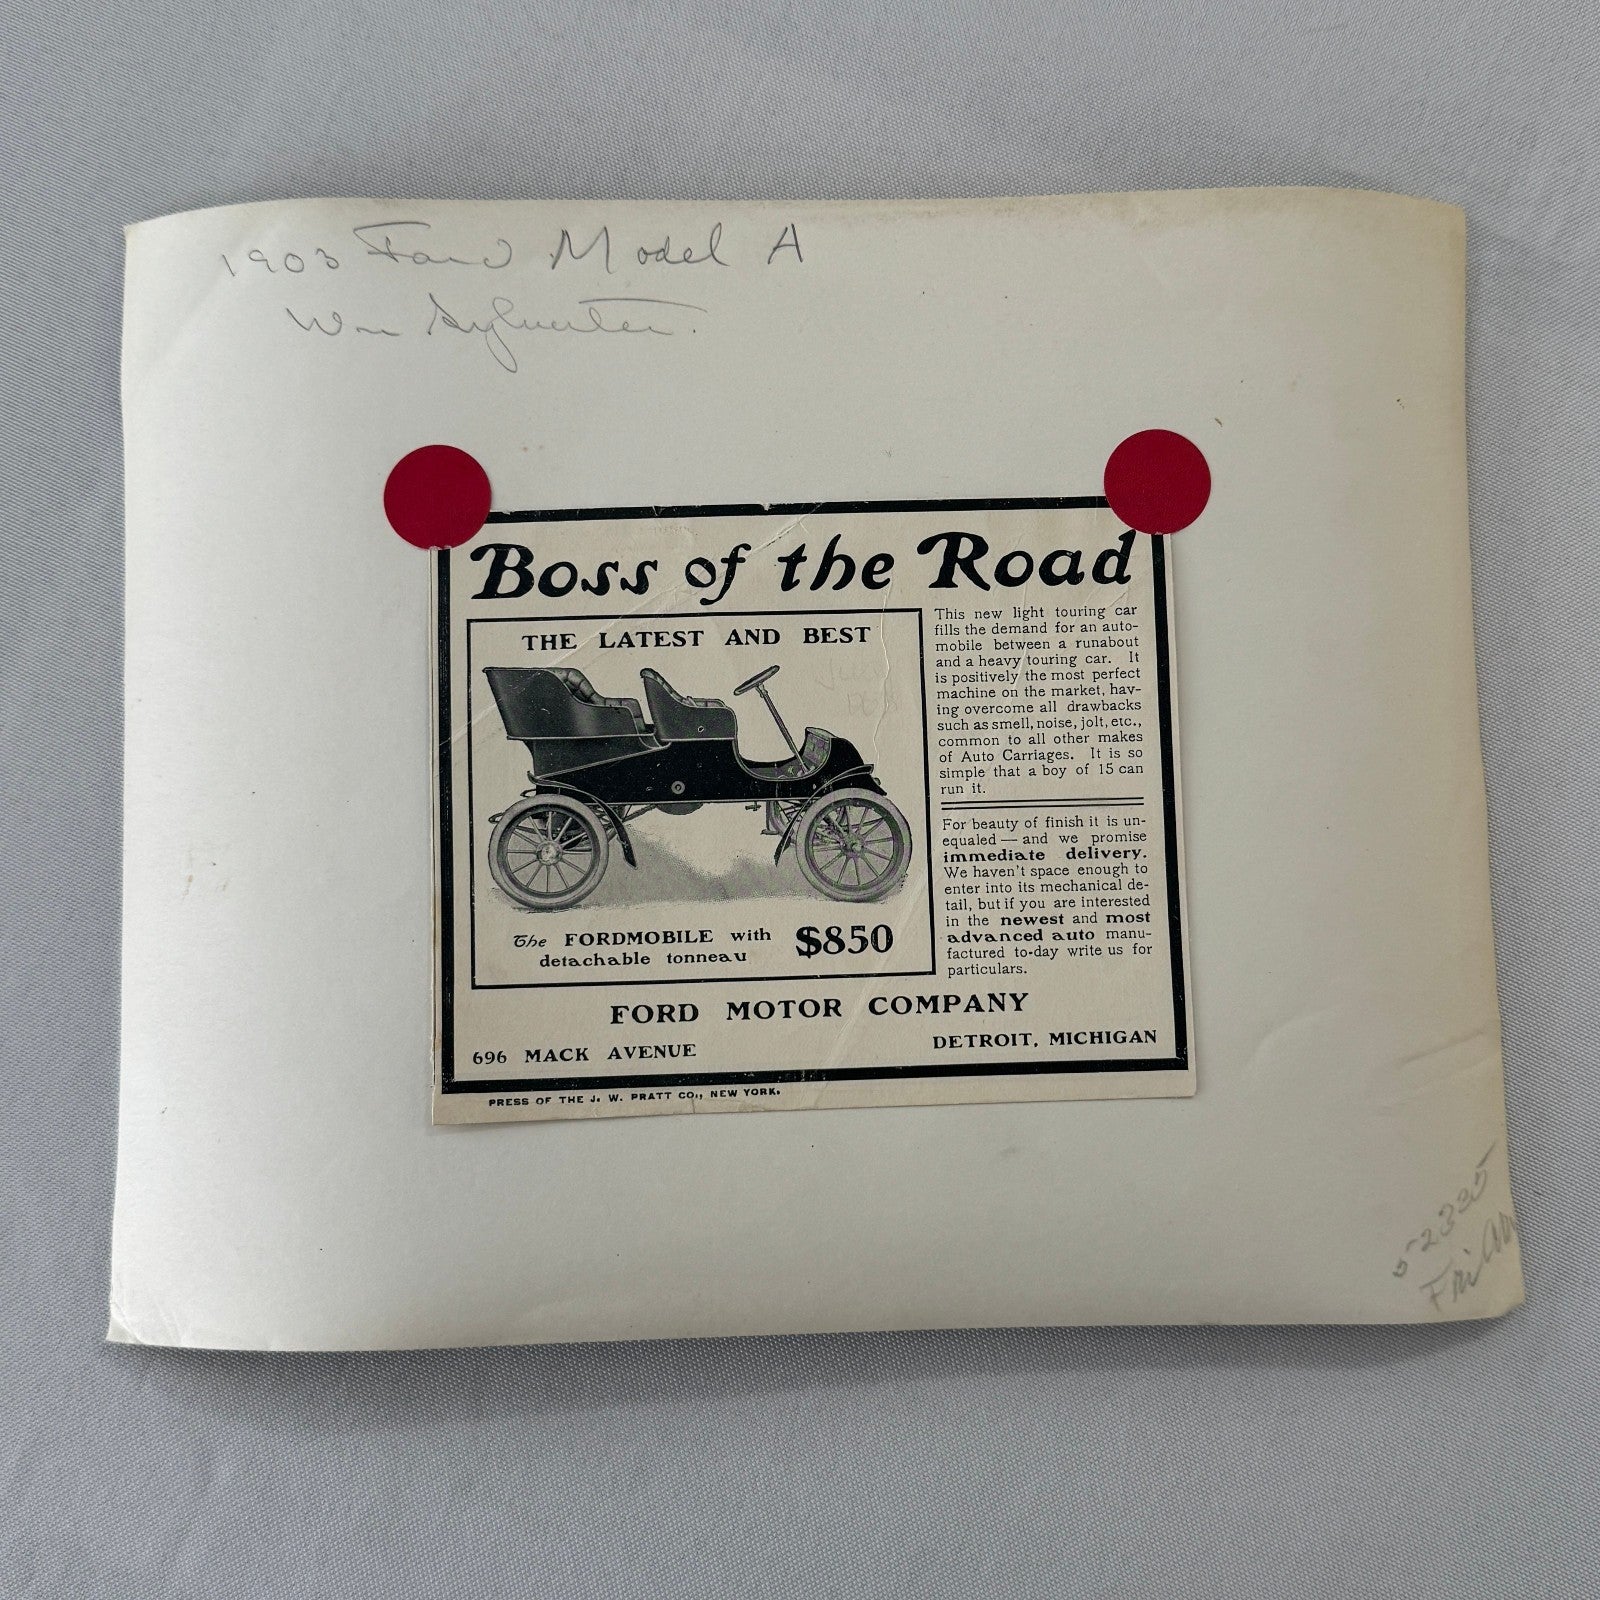 1903 Ford Model A
Wm Sylvester.
Boss of the Road
THE LATEST AND BEST
The FORDMOBILE with
detachable tonneau
$850
This new light touring car
fills the demand for an auto-
mobile between a runabout
and a heavy touring car. It
is positively the most perfect
machine on the market, hav-
ing overcome all drawbacks
such as smell, noise, jolt, etc.,
common to all other makes
of Auto Carriages. It is so
simple that a boy of 15 can
run it.
For beauty of finish it is un-
equaled — and we promise
immediate delivery.
We haven't space enough to
enter into its mechanical de-
tail, but if you are interested
in the newest and most
advanced auto manu-
factured to-day write us for
particulars.
FORD MOTOR COMPANY
696 MACK AVENUE
DETROIT, MICHIGAN
PRESS OF THE J. W. PRATT CO., NEW YORK.